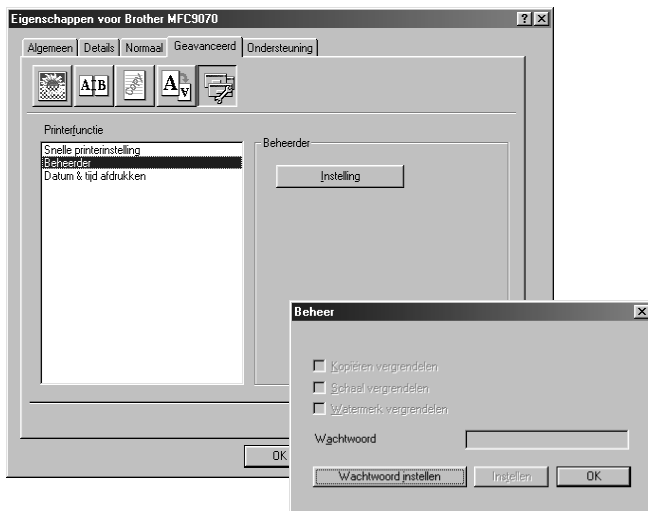 Eigenschappen voor Brother MFC9070
Algemeen Details Normaal Geavanceerd Ondersteuning
A B
Copy
A A
Printerfunctie
Snelle printerinstelling
Beheerder
Datum & tijd afdrukken
Beheerder
Instelling
OK
Beheer
Kopiëren vergrendelen
Schaal vergrendelen
Watermerk vergrendelen
Wachtwoord
Wachtwoord instellen Instellen OK